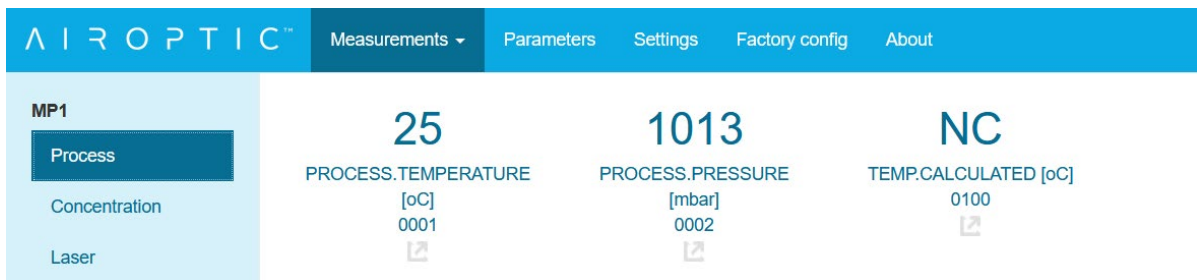 AIROPTIC™ Measurements Parameters Settings Factory config About
MP1
Process
Concentration
Laser
25
PROCESS.TEMPERATURE
[oC]
0001
1013
PROCESS.PRESSURE
[mbar]
0002
NC
TEMP.CALCULATED [oC]
0100